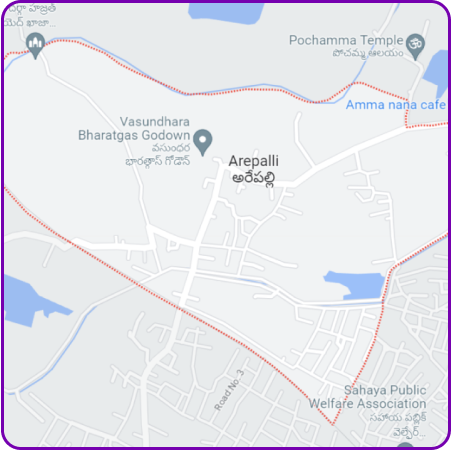 దర్గా హజ్రత్
యెద్ ఖాజా...
Pochamma Temple
పోచమ్మ ఆలయం
Amma nana cafe
Vasundhara
Bharatgas Godown
వసుంధర
భారత్గాస్ గోడౌన్
Arepalli
అరేపల్లి
Road No. 3
Sahaya Public
Welfare Association
సహాయ పబ్లిక్
వెల్ఫేర్...